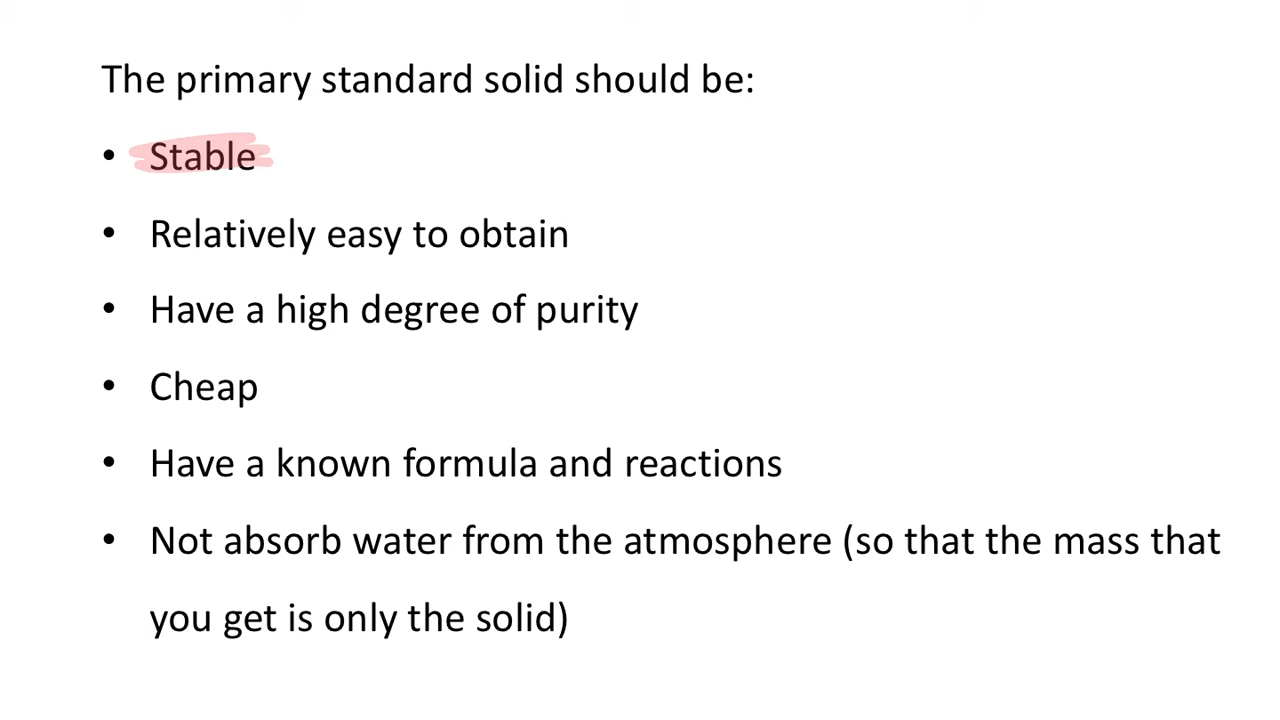 The primary standard solid should be:
• Stable
• Relatively easy to obtain
• Have a high degree of purity
• Cheap
• Have a known formula and reactions
• Not absorb water from the atmosphere (so that the mass that
you get is only the solid)